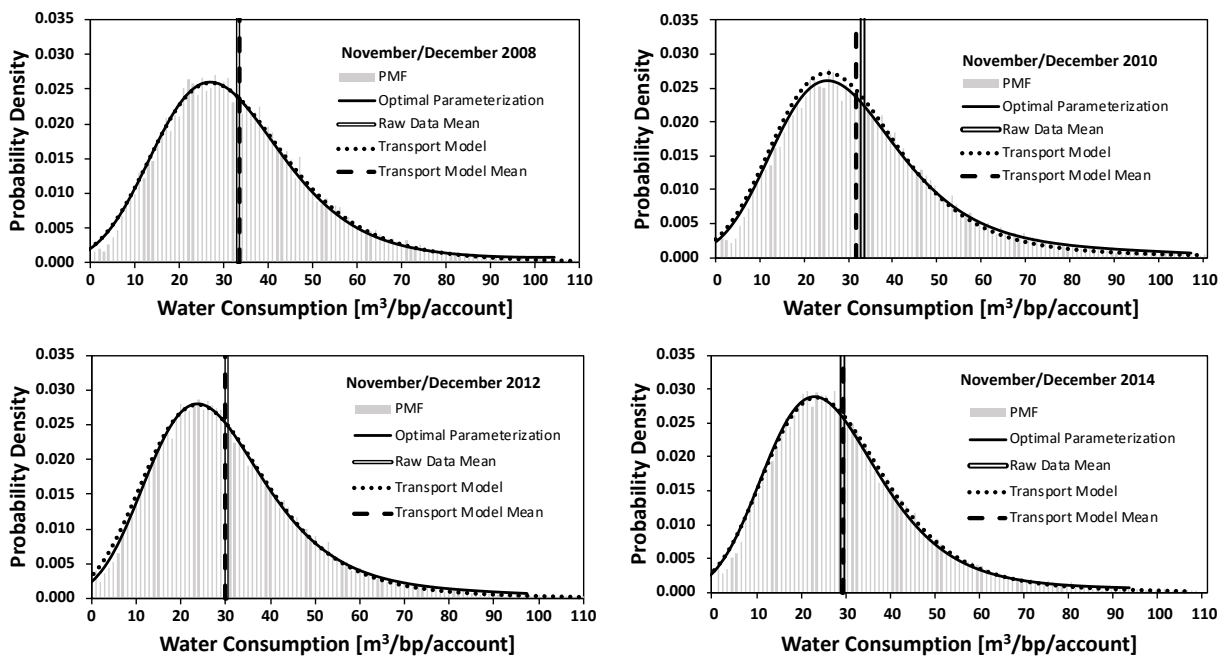 0.035
0.030
0.025
0.020
0.015
0.010
0.005
0.000
Probability Density
November/December 2008
PMF
Optimal Parameterization
Raw Data Mean
Transport Model
Transport Model Mean
0 10 20 30 40 50 60 70 80 90 100 110
Water Consumption [m³/bp/account]
0.035
0.030
0.025
0.020
0.015
0.010
0.005
0.000
Probability Density
November/December 2010
PMF
Optimal Parameterization
Raw Data Mean
Transport Model
Transport Model Mean
0 10 20 30 40 50 60 70 80 90 100 110
Water Consumption [m³/bp/account]
0.035
0.030
0.025
0.020
0.015
0.010
0.005
0.000
Probability Density
November/December 2012
PMF
Optimal Parameterization
Raw Data Mean
Transport Model
Transport Model Mean
0 10 20 30 40 50 60 70 80 90 100 110
Water Consumption [m³/bp/account]
0.035
0.030
0.025
0.020
0.015
0.010
0.005
0.000
Probability Density
November/December 2014
PMF
Optimal Parameterization
Raw Data Mean
Transport Model
Transport Model Mean
0 10 20 30 40 50 60 70 80 90 100 110
Water Consumption [m³/bp/account]